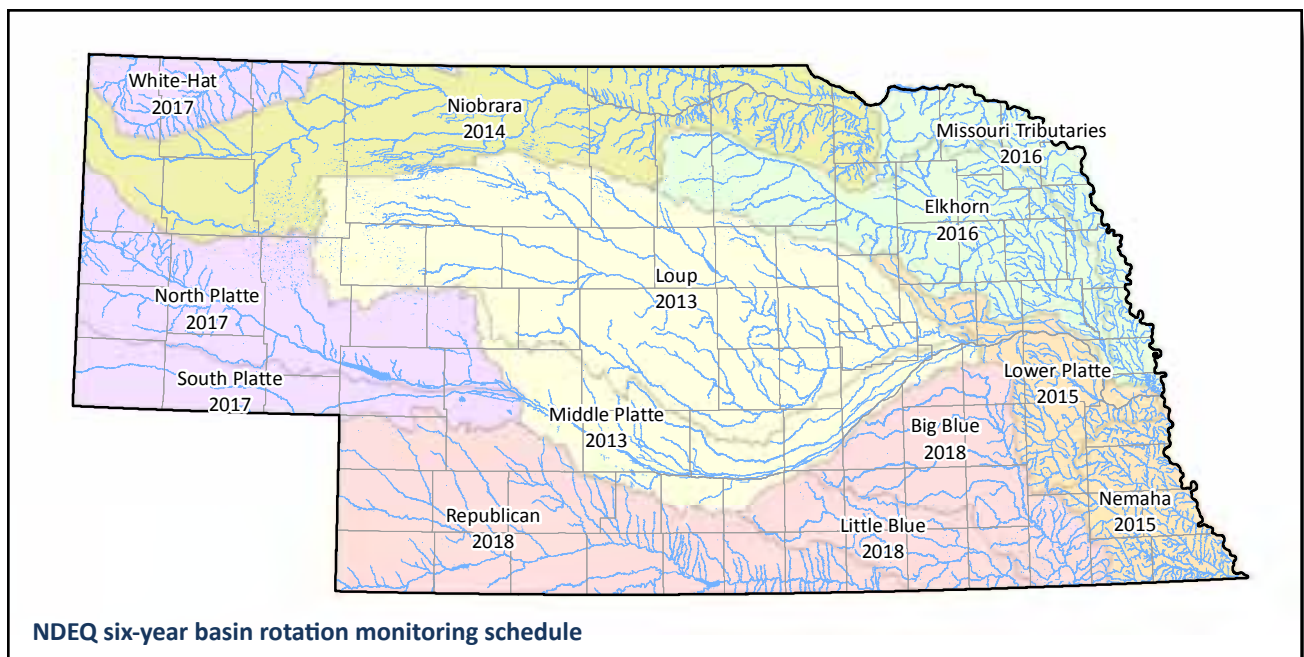 White-Hat
2017
Niobrara
2014
Missouri Tributaries
2016
Elkhorn
2016
Loup
2013
North Platte
2017
South Platte
2017
Middle Platte
2013
Lower Platte
2015
Big Blue
2018
Nemaha
2015
Republican
2018
Little Blue
2018
NDEQ six-year basin rotation monitoring schedule